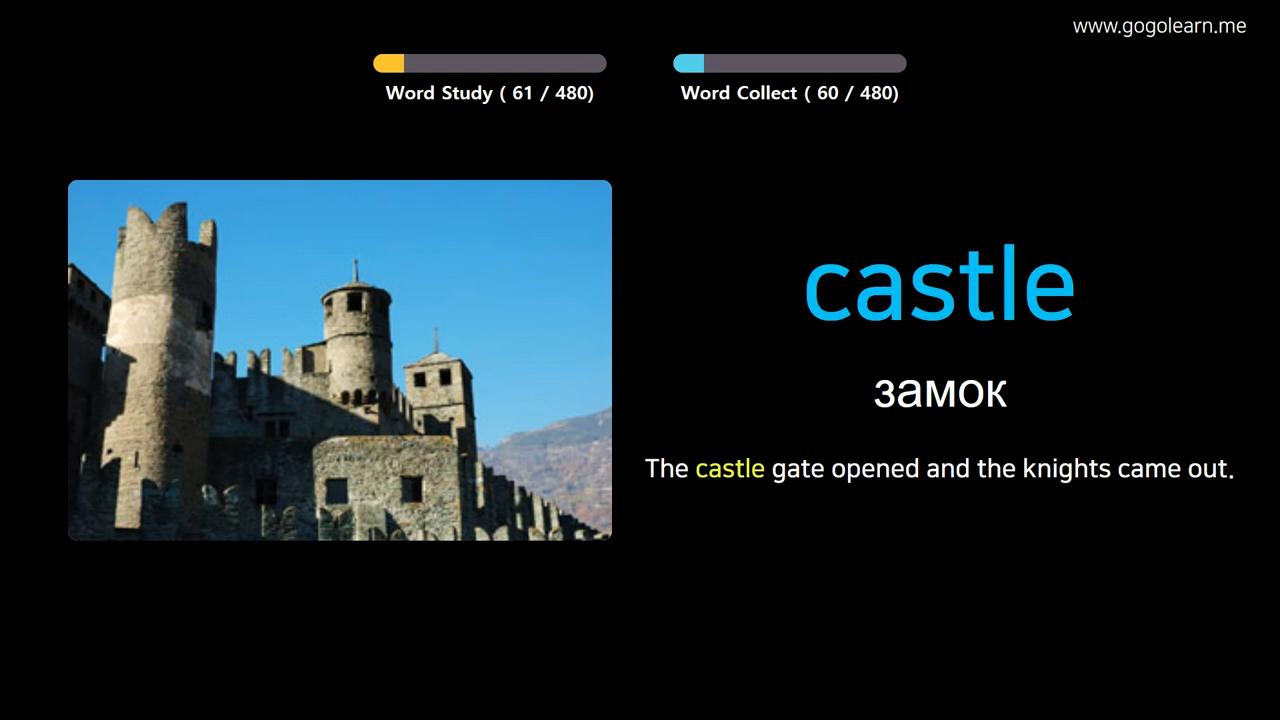 www.gogolearn.me
Word Study ( 61 / 480)
Word Collect ( 60 / 480)
castle
замок
The castle gate opened and the knights came out.